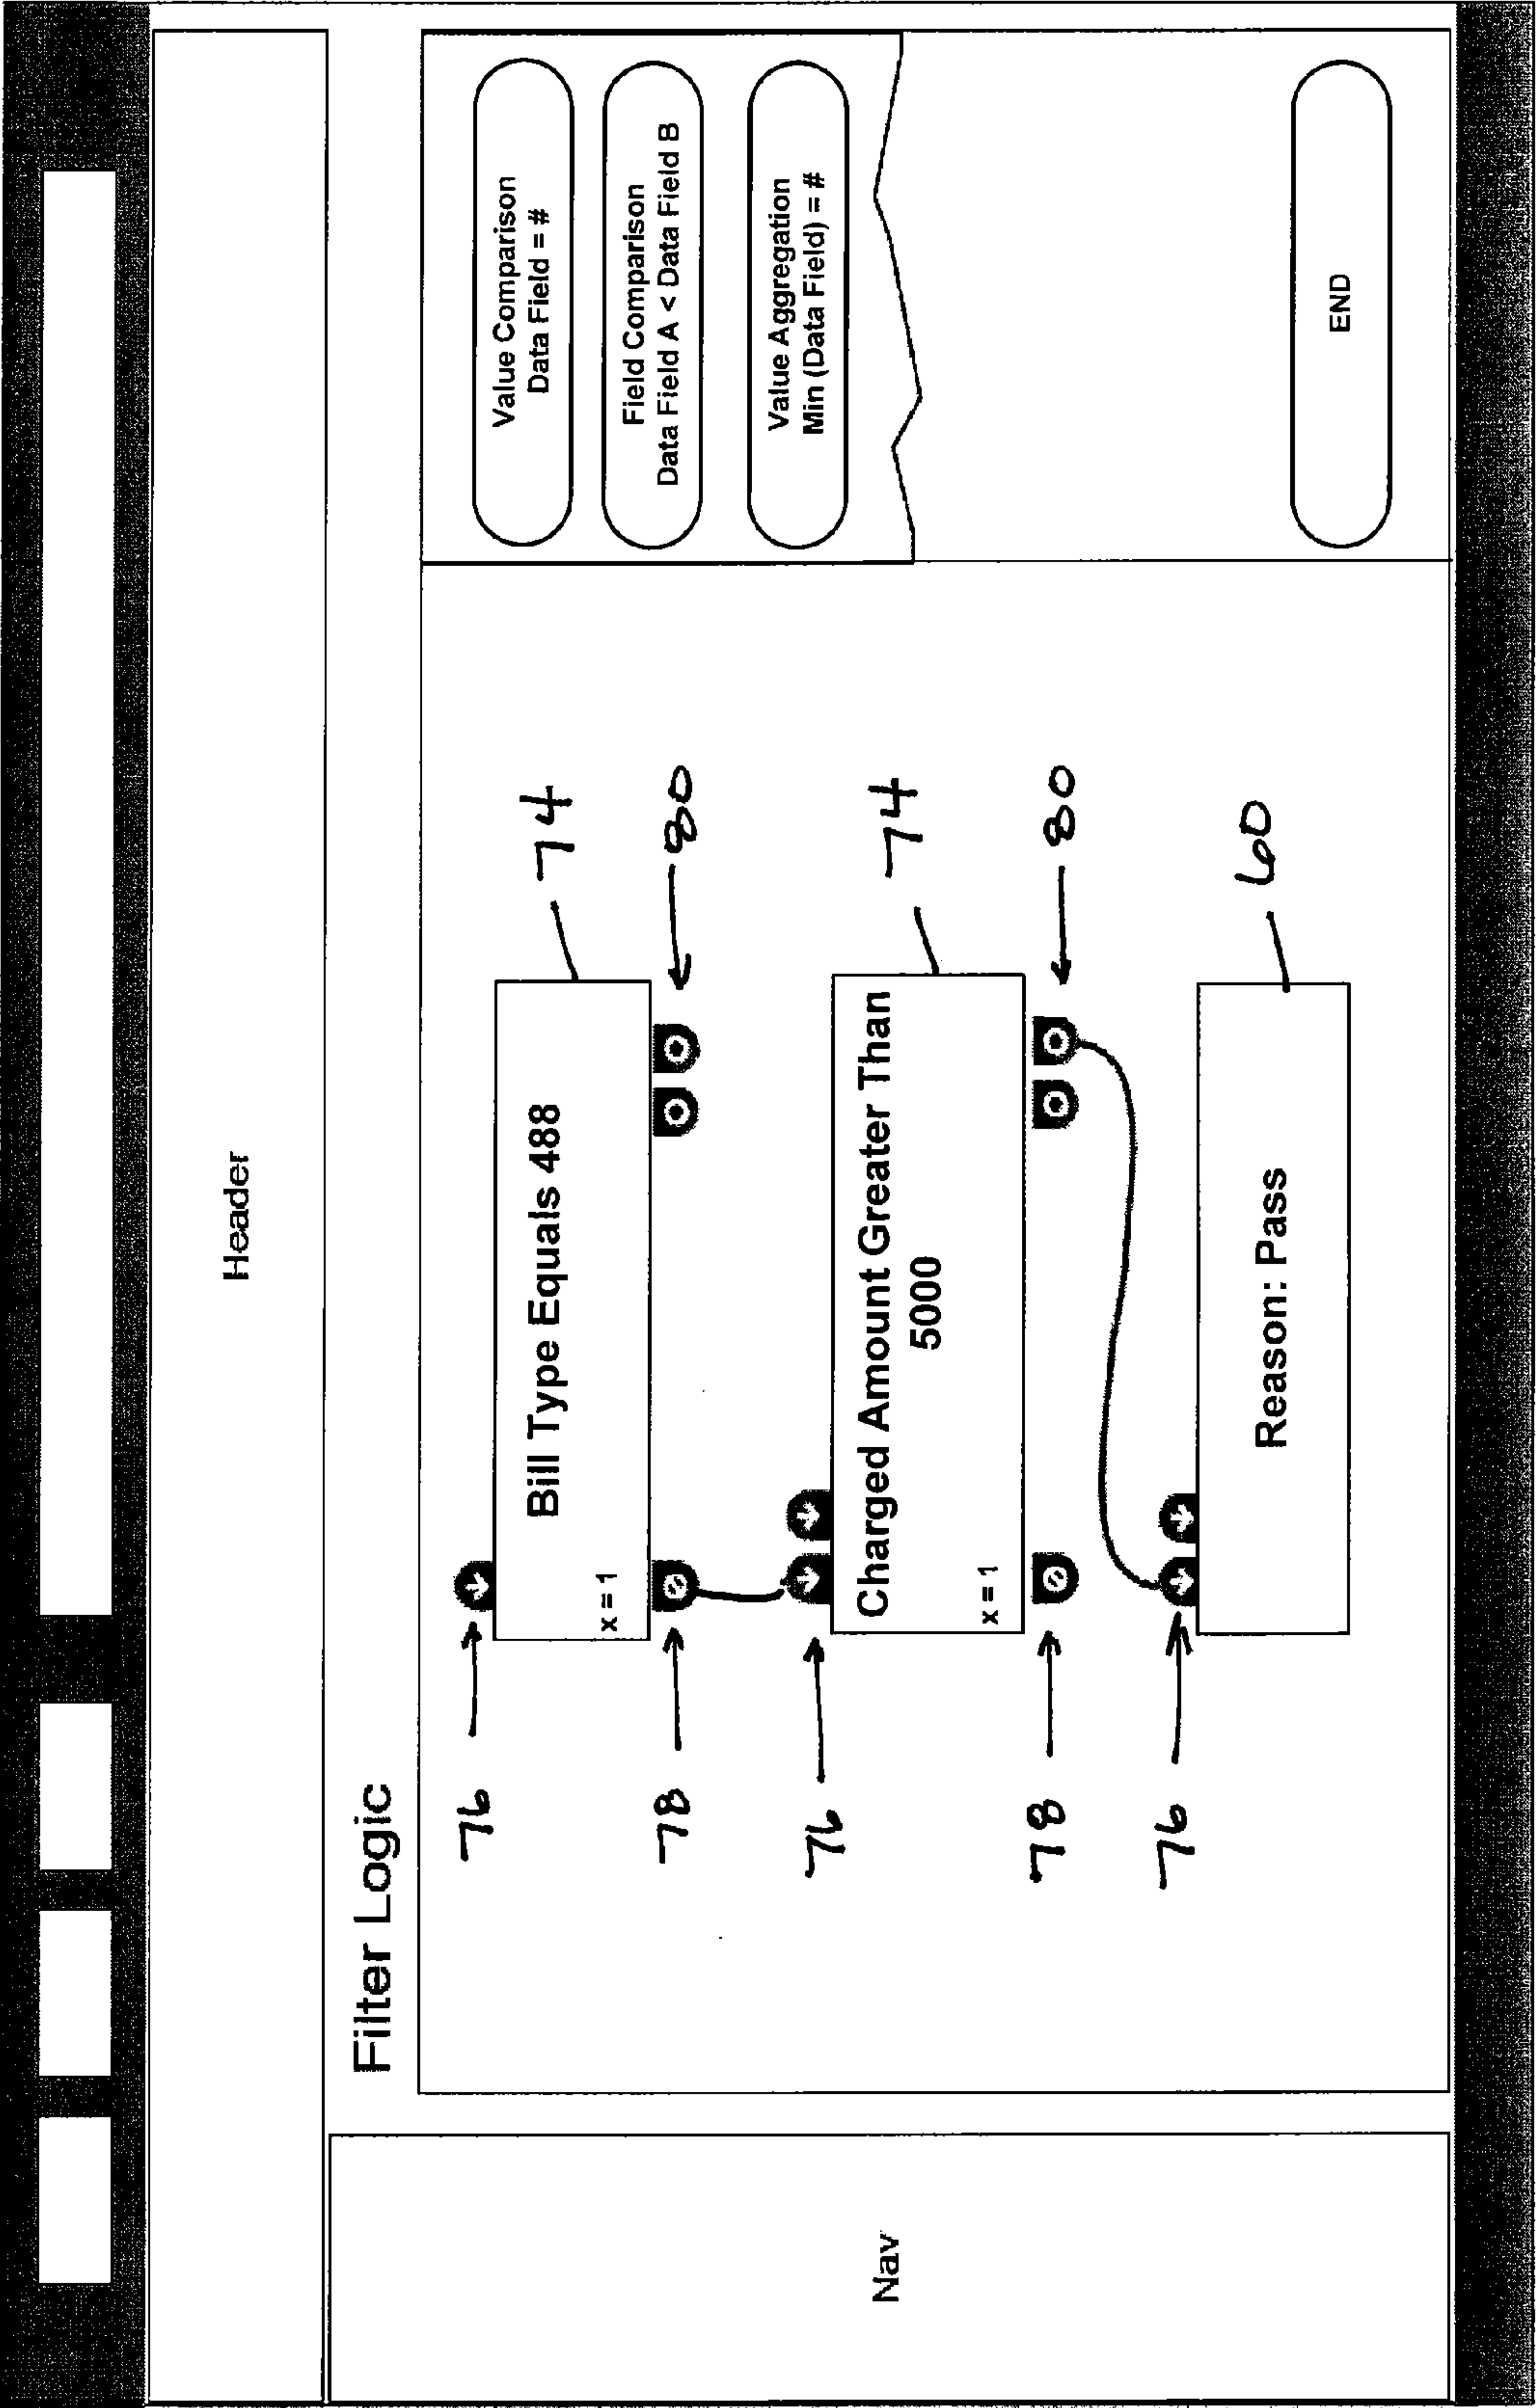 Header
Filter Logic
Nav
76
Bill Type Equals 488
x = 1
74
78
80
76
Charged Amount Greater Than
5000
x = 1
74
78
80
76
Reason: Pass
60
Value Comparison
Data Field = #
Field Comparison
Data Field A < Data Field B
Value Aggregation
Min (Data Field) = #
END